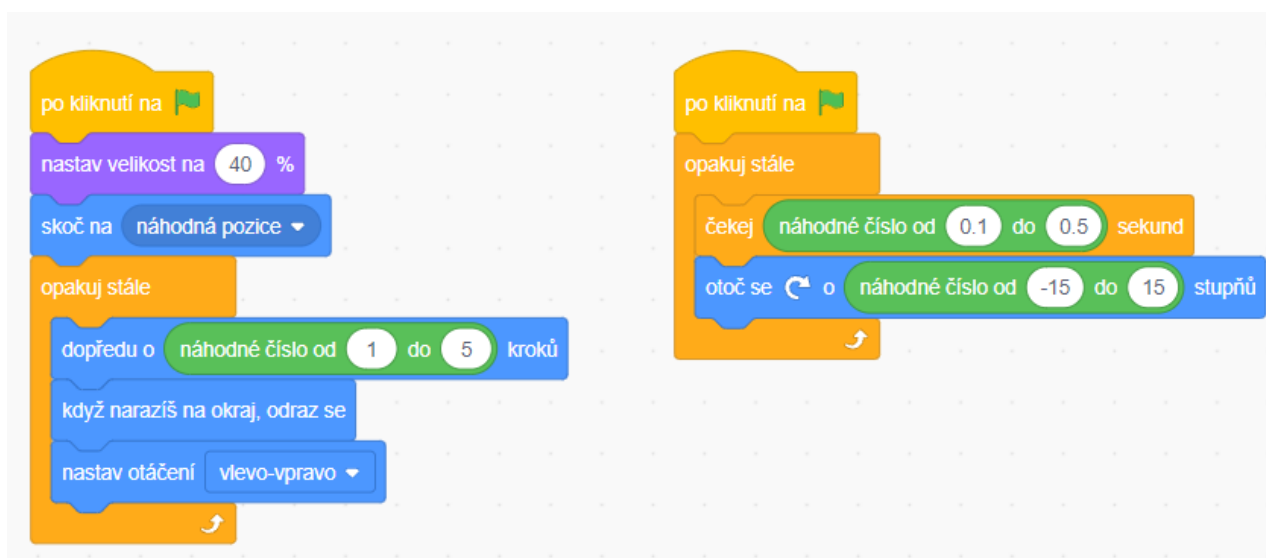 po kliknutí na
nastav velikost na 40 %
skoč na náhodná pozice
opakuj stále
dopředu o náhodné číslo od 1 do 5 kroků
když narazíš na okraj, odraz se
nastav otáčení vlevo-vpravo
po kliknutí na
opakuj stále
čekej náhodné číslo od 0.1 do 0.5 sekund
otoč se o náhodné číslo od -15 do 15 stupňů